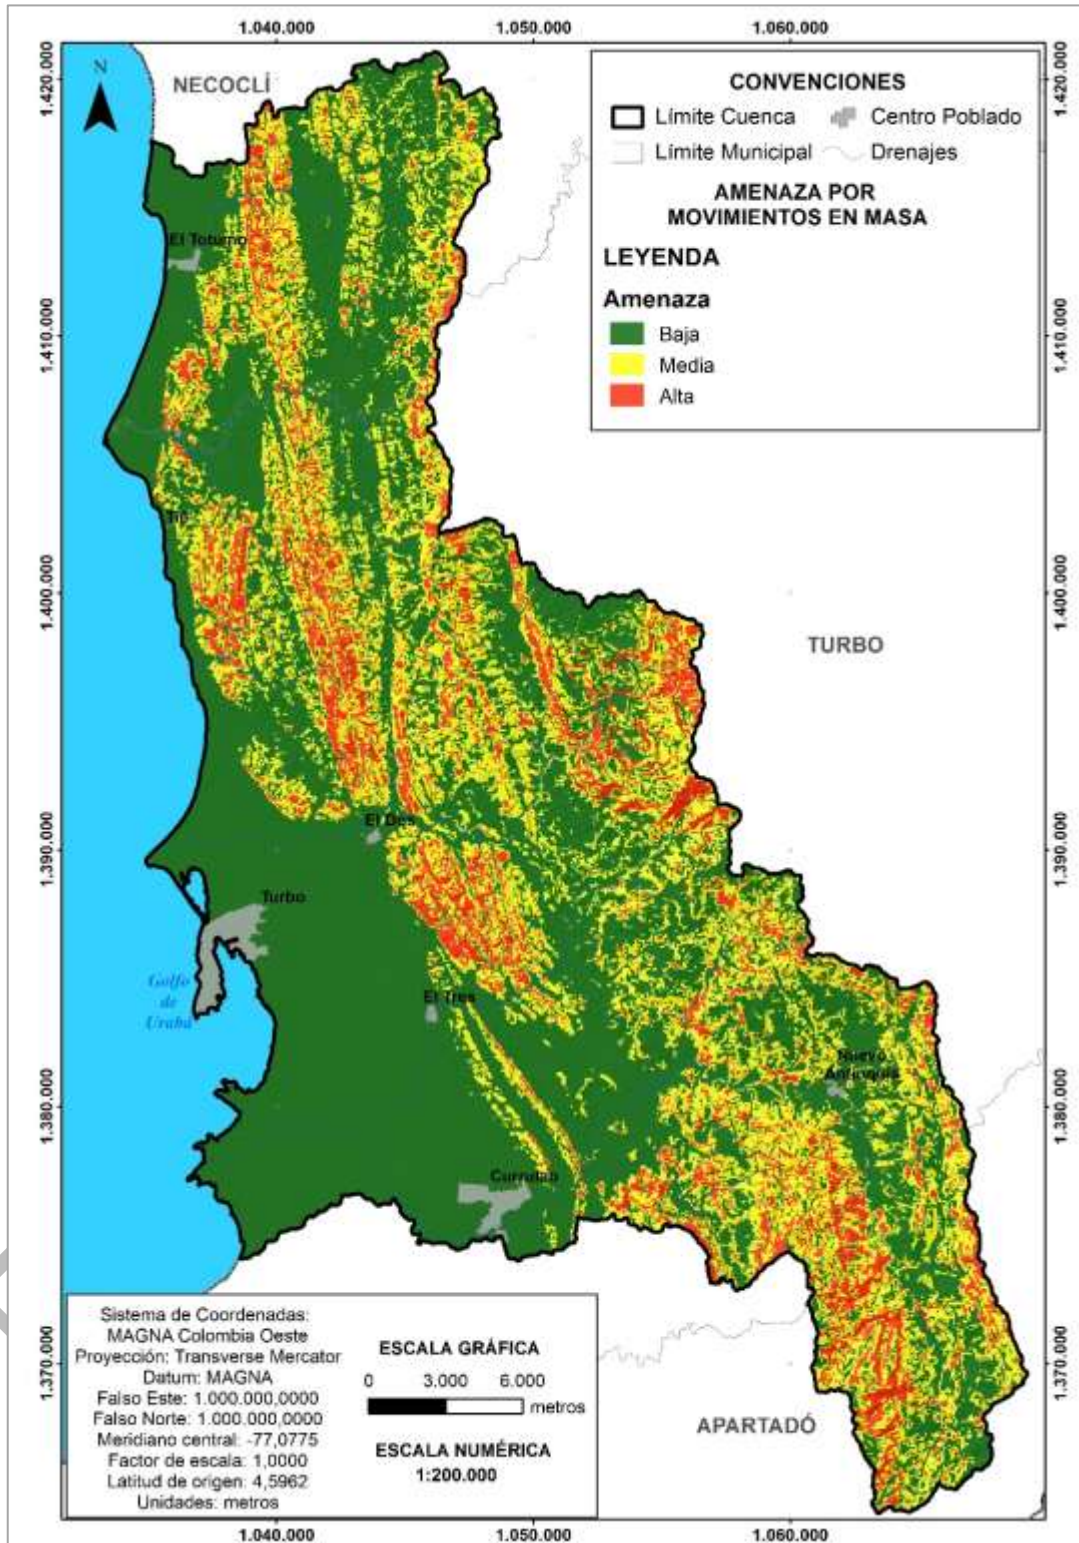 1.040.000
1.050.000
1.060.000
1.420.000
1.420.000
N
NECOCLÍ
CONVENCIONES
Límite Cuenca
Centro Poblado
Límite Municipal
Drenajes
AMENAZA POR
MOVIMIENTOS EN MASA
LEYENDA
Amenaza
Baja
Media
Alta
El Totumo
1.410.000
1.410.000
Tie
1.400.000
1.400.000
TURBO
El Dos
1.390.000
1.390.000
Turbo
Golfo
de
Urabá
El Tres
Nuevo
Antioquia
1.380.000
1.380.000
Currulao
Sistema de Coordenadas:
MAGNA Colombia Oeste
Proyección: Transverse Mercator
Datum: MAGNA
Falso Este: 1.000.000,0000
Falso Norte: 1.000.000,0000
Meridiano central: -77,0775
Factor de escala: 1,0000
Latitud de origen: 4,5962
Unidades: metros
ESCALA GRÁFICA
0
3.000
6.000
metros
ESCALA NUMÉRICA
1:200.000
1.370.000
1.370.000
APARTADÓ
1.040.000
1.050.000
1.060.000